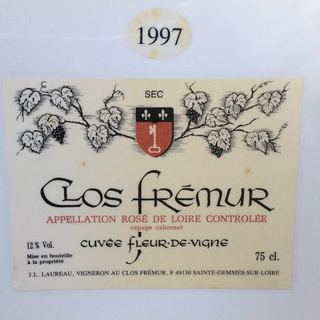 1997
SEC
CLOS FRÉMUR
APPELLATION ROSÉ DE LOIRE CONTROLÉE
cépage cabernet
12 % Vol.
CUVÉE FLEUR-DE-VIGNE
Mise en bouteille
à la propriété
75 cl.
J.L. LAUREAU, VIGNERON AU CLOS FRÉMUR, F 49130 SAINTE-GEMMES-SUR-LOIRE